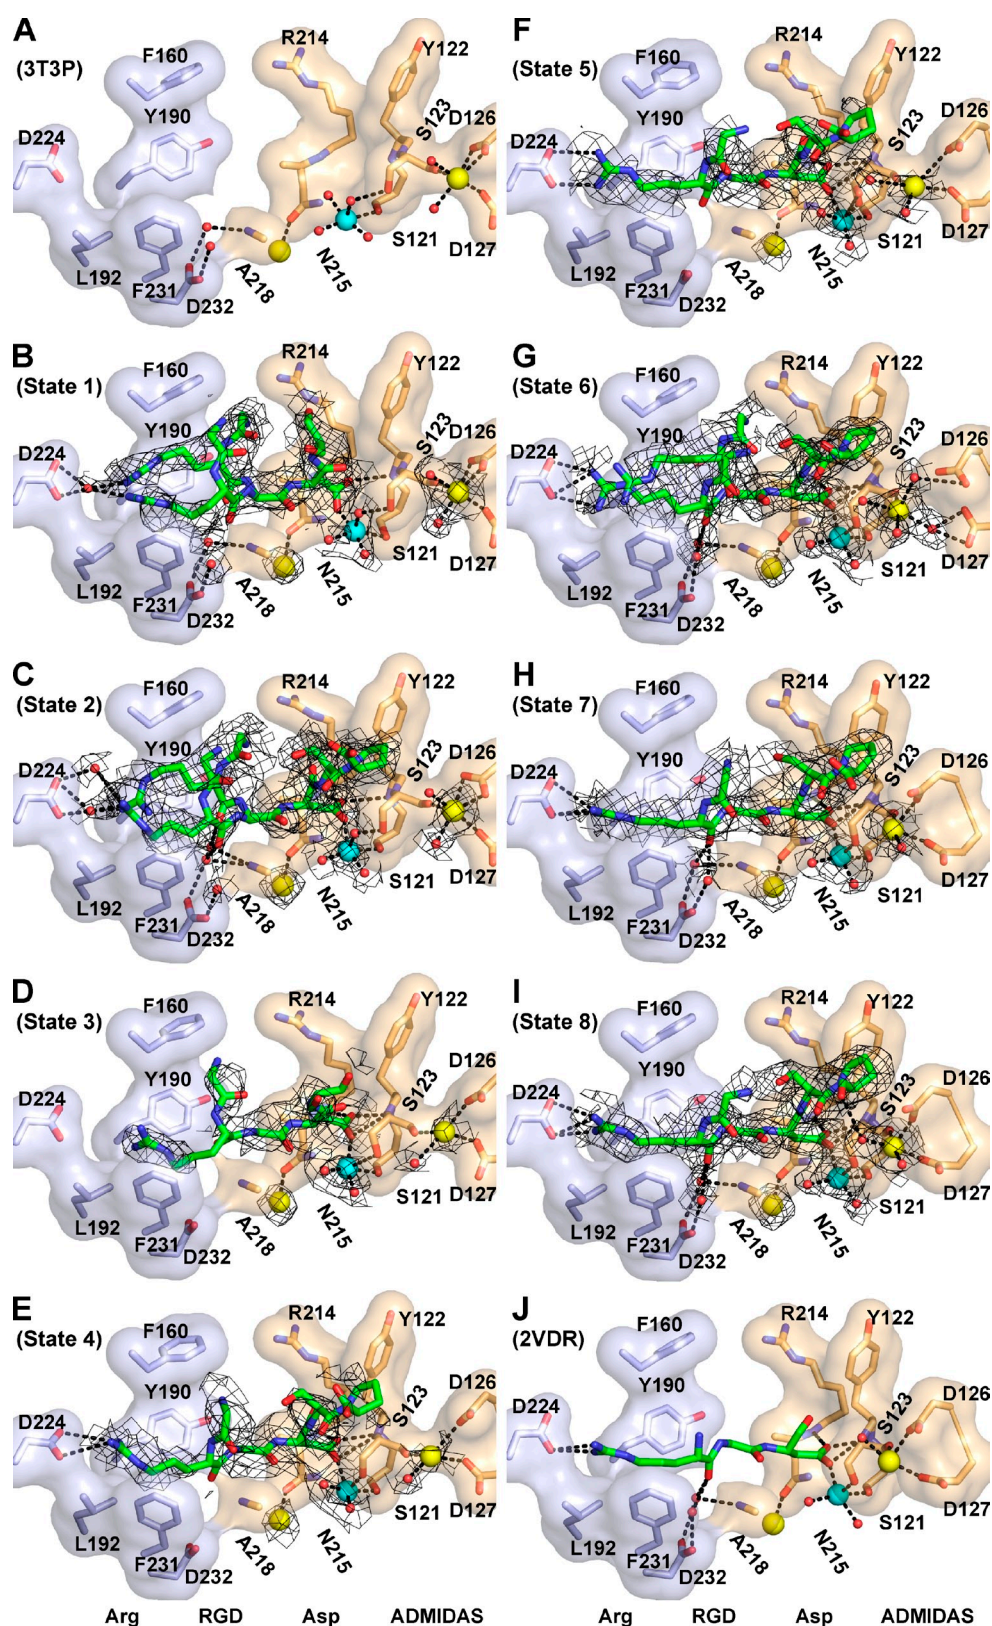 A
(3T3P)
F160
R214
Y122
Y190
S123
D126
D224
L192
F231
D232
A218
N215
S121
D127
B
(State 1)
F160
R214
Y122
Y190
S123
D126
D224
L192
F231
D232
A218
N215
S121
D127
C
(State 2)
F160
R214
Y122
Y190
S123
D126
D224
L192
F231
D232
A218
N215
S121
D127
D
(State 3)
F160
R214
Y122
Y190
S123
D126
D224
L192
F231
D232
A218
N215
S121
D127
E
(State 4)
F160
R214
Y122
Y190
S123
D126
D224
L192
F231
D232
A218
N215
S121
D127
Arg RGD Asp ADMIDAS
F
(State 5)
F160
R214
Y122
Y190
S123
D126
D224
L192
F231
D232
A218
N215
S121
D127
G
(State 6)
F160
R214
Y122
Y190
S123
D126
D224
L192
F231
D232
A218
N215
S121
D127
H
(State 7)
F160
R214
Y122
Y190
S123
D126
D224
L192
F231
D232
A218
N215
S121
D127
I
(State 8)
F160
R214
Y122
Y190
S123
D126
D224
L192
F231
D232
A218
N215
S121
D127
J
(2VDR)
F160
R214
Y122
Y190
S123
D126
D224
L192
F231
D232
A218
N215
S121
D127
Arg RGD Asp ADMIDAS